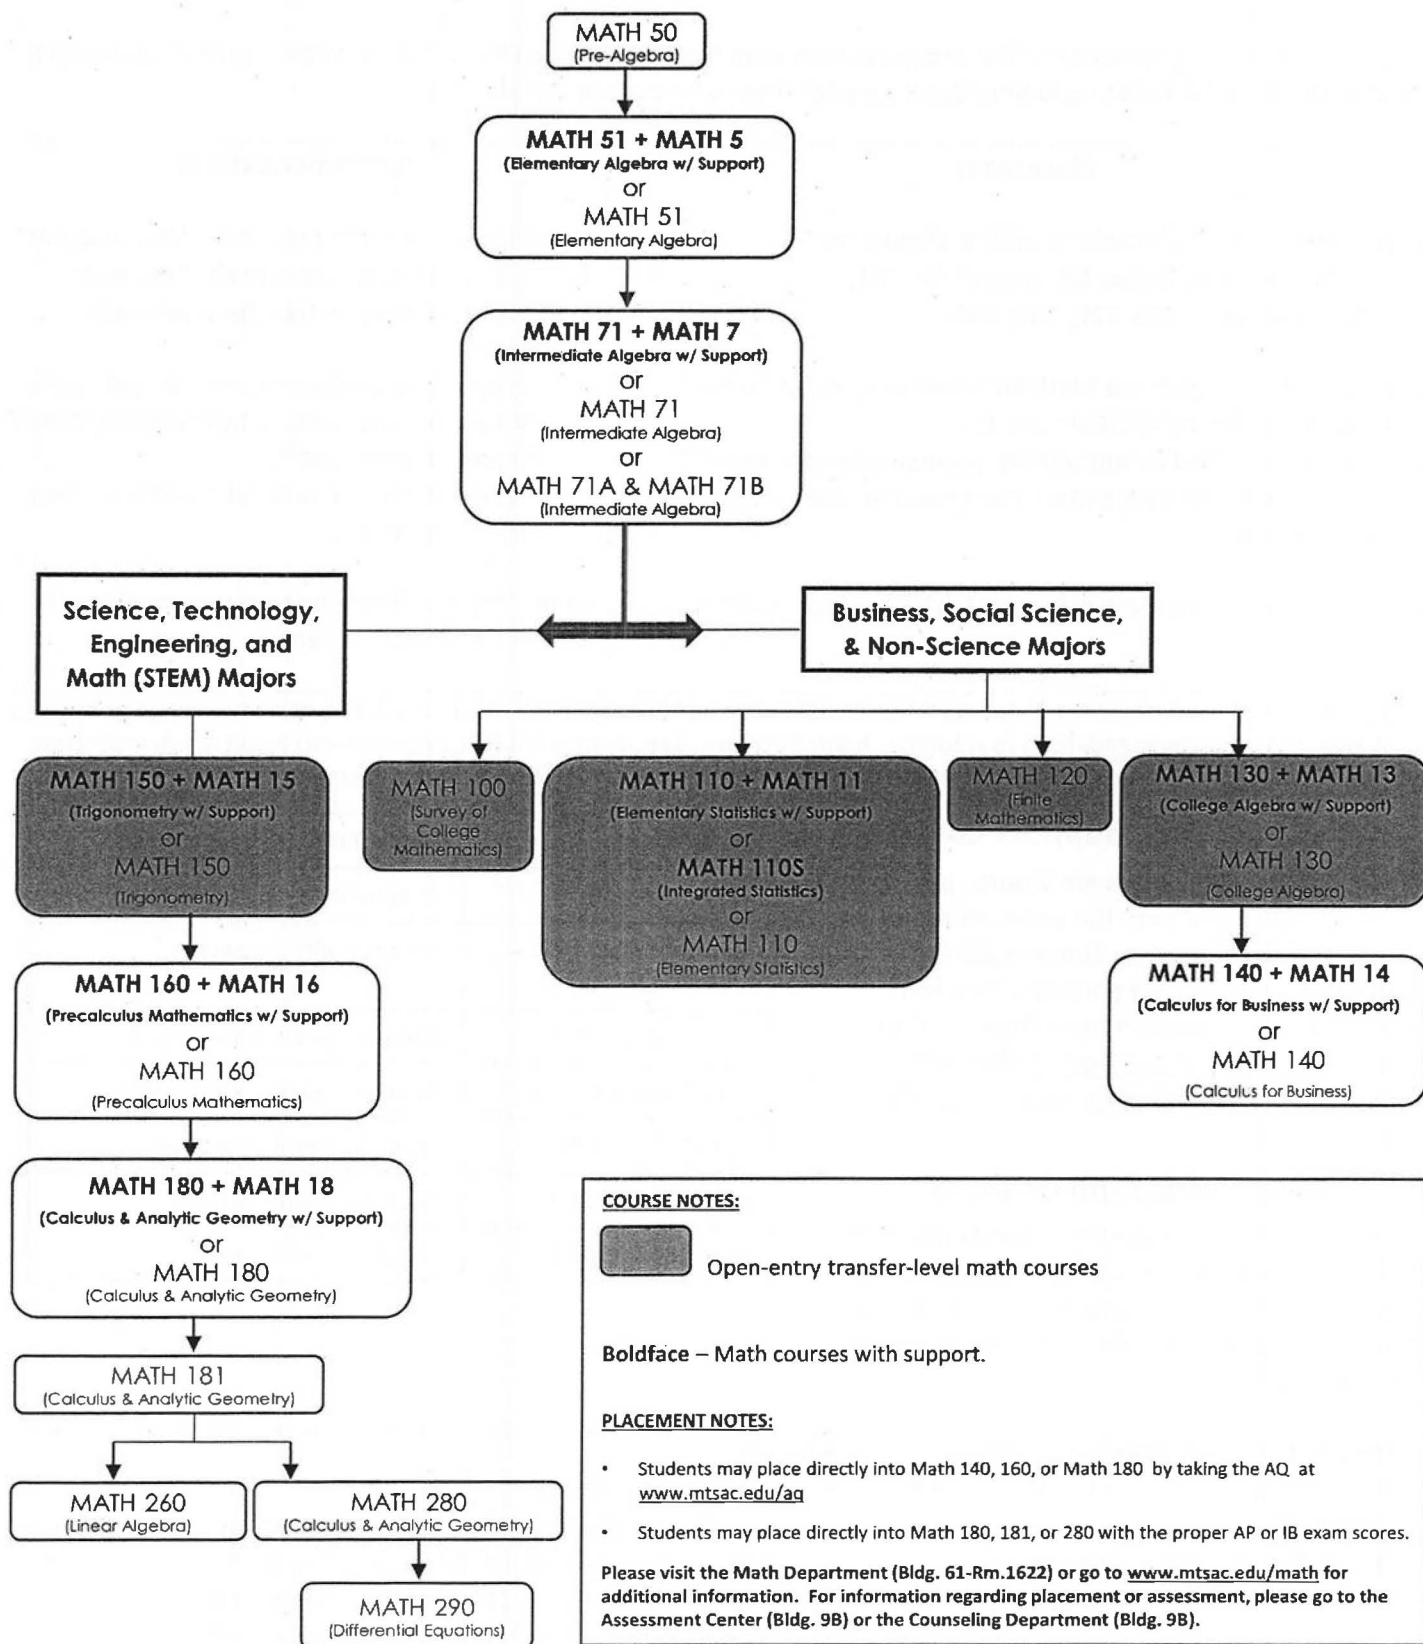 MATH 50
(Pre-Algebra)
MATH 51 + MATH 5
(Elementary Algebra w/ Support)
or
MATH 51
(Elementary Algebra)
MATH 71 + MATH 7
(Intermediate Algebra w/ Support)
or
MATH 71
(Intermediate Algebra)
or
MATH 71A & MATH 71B
(Intermediate Algebra)
Science, Technology,
Engineering, and
Math (STEM) Majors
Business, Social Science,
& Non-Science Majors
MATH 150 + MATH 15
(Trigonometry w/ Support)
or
MATH 150
(Trigonometry)
MATH 100
(Survey of
College
Mathematics)
MATH 110 + MATH 11
(Elementary Statistics w/ Support)
or
MATH 110S
(Integrated Statistics)
or
MATH 110
(Elementary Statistics)
MATH 120
(Finite
Mathematics)
MATH 130 + MATH 13
(College Algebra w/ Support)
or
MATH 130
(College Algebra)
MATH 160 + MATH 16
(Precalculus Mathematics w/ Support)
or
MATH 160
(Precalculus Mathematics)
MATH 140 + MATH 14
(Calculus for Business w/ Support)
or
MATH 140
(Calculus for Business)
MATH 180 + MATH 18
(Calculus & Analytic Geometry w/ Support)
or
MATH 180
(Calculus & Analytic Geometry)
MATH 181
(Calculus & Analytic Geometry)
MATH 260
(Linear Algebra)
MATH 280
(Calculus & Analytic Geometry)
MATH 290
(Differential Equations)
COURSE NOTES:
Open-entry transfer-level math courses
Boldface – Math courses with support.
PLACEMENT NOTES:
• Students may place directly into Math 140, 160, or Math 180 by taking the AQ at
www.mtsac.edu/aq
• Students may place directly into Math 180, 181, or 280 with the proper AP or IB exam scores.
Please visit the Math Department (Bldg. 61-Rm.1622) or go to www.mtsac.edu/math for
additional information. For information regarding placement or assessment, please go to the
Assessment Center (Bldg. 9B) or the Counseling Department (Bldg. 9B).